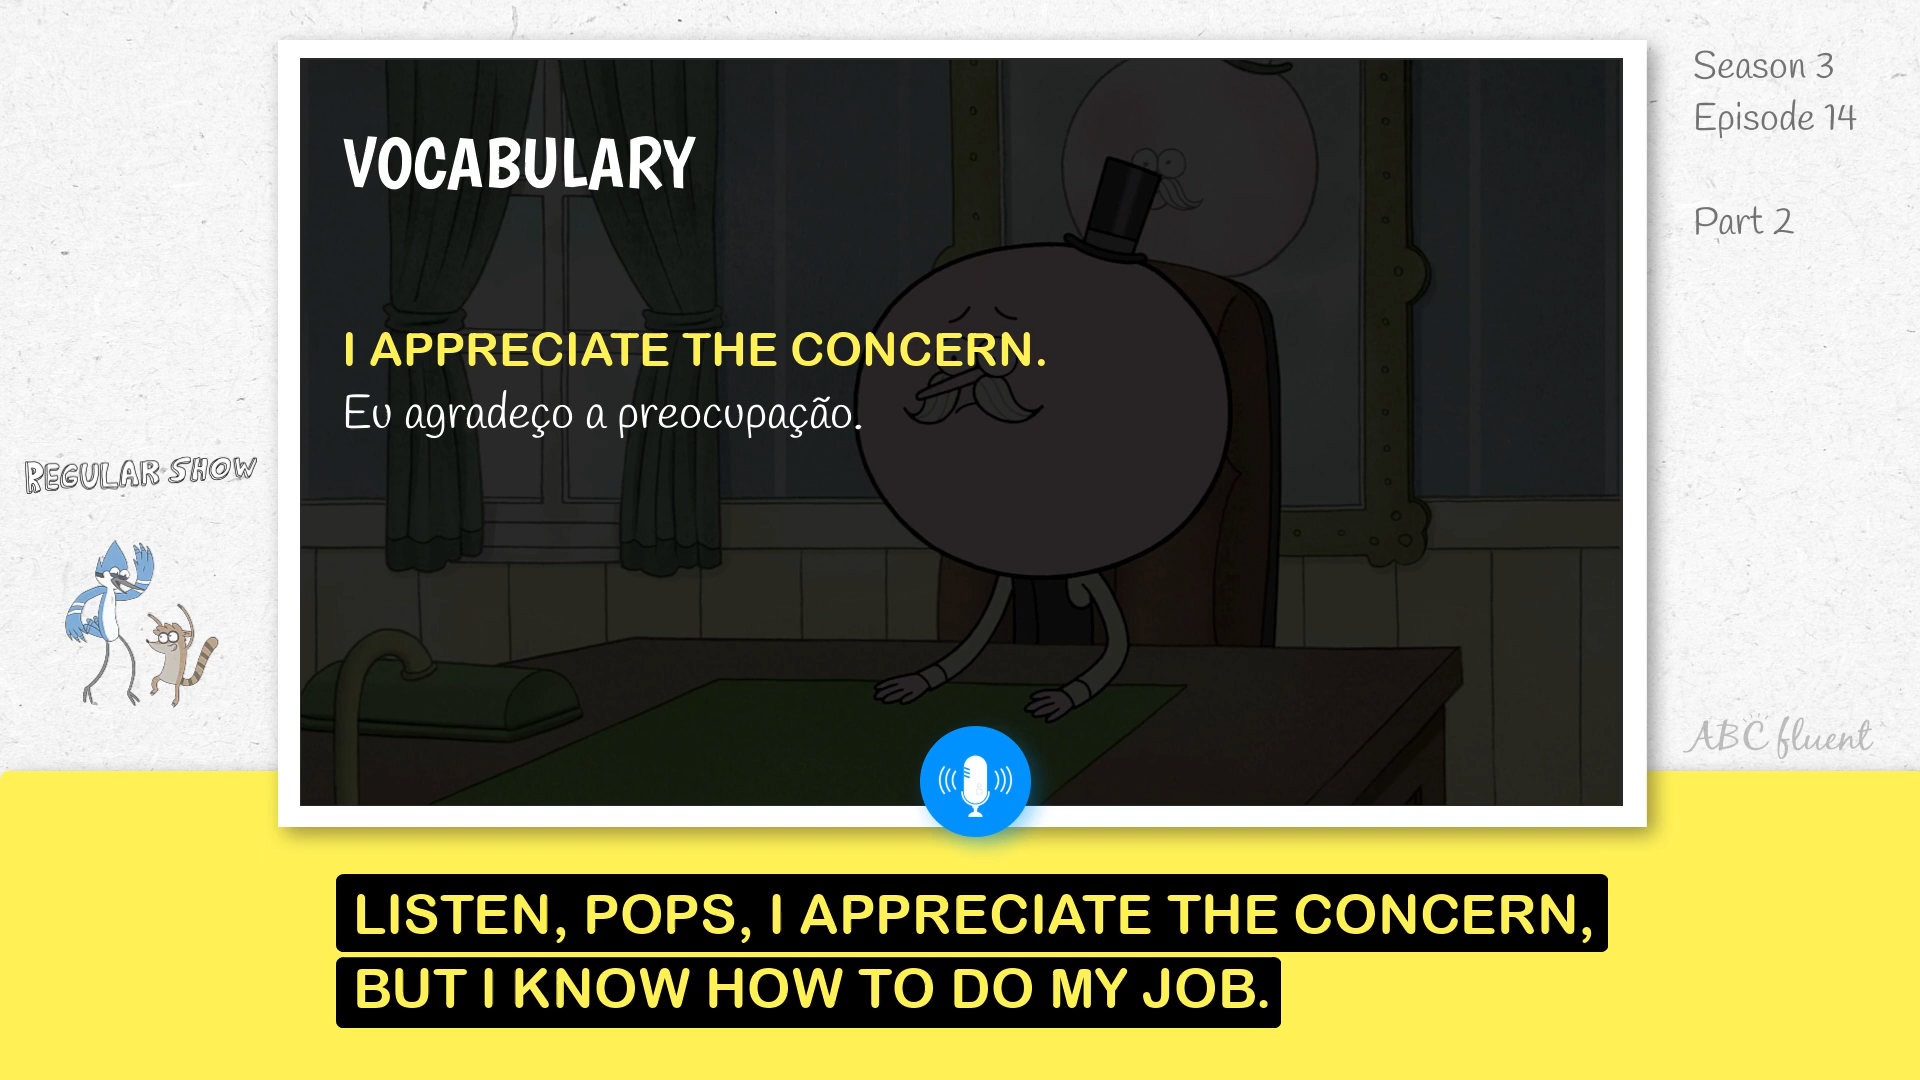 Season 3
Episode 14
Part 2
VOCABULARY
I APPRECIATE THE CONCERN.
Eu agradeço a preocupação.
REGULAR SHOW
ABC fluent
LISTEN, POPS, I APPRECIATE THE CONCERN,
BUT I KNOW HOW TO DO MY JOB.